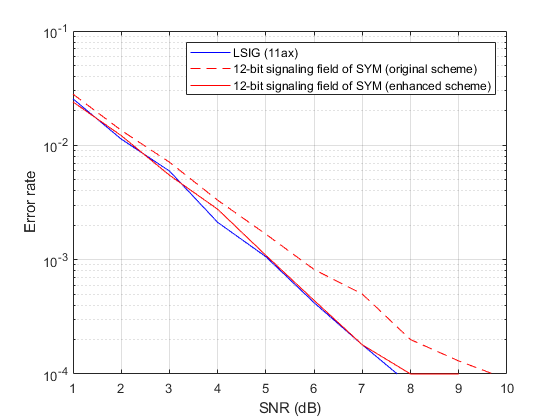 10^-1
LSIG (11ax)
12-bit signaling field of SYM (original scheme)
12-bit signaling field of SYM (enhanced scheme)
10^-2
Error rate
10^-3
10^-4
1 2 3 4 5 6 7 8 9 10
SNR (dB)